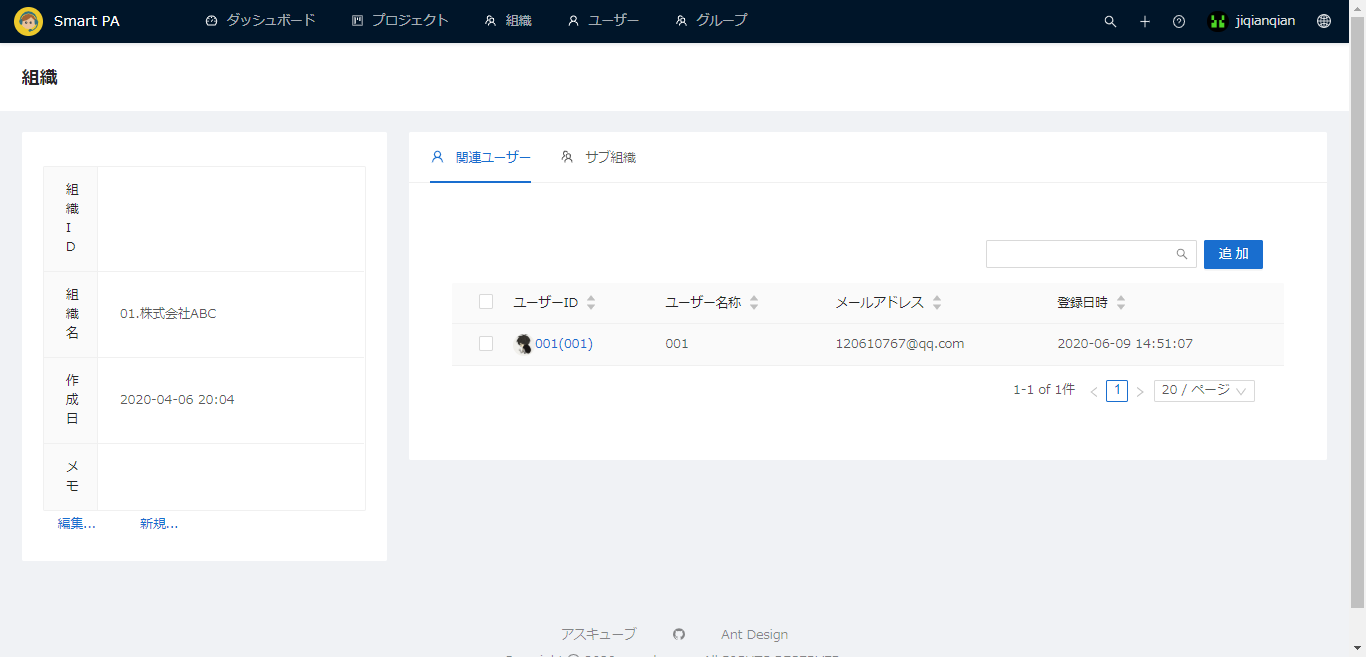 Smart PA ダッシュボード プロジェクト 組織 ユーザー グループ jiqianqian
組織
関連ユーザー サブ組織
組織ID
組織名 01.株式会社ABC
作成日 2020-04-06 20:04
メモ
編集... 新規...
追 加
ユーザーID ユーザー名称 メールアドレス 登録日時
001(001) 001 120610767@qq.com 2020-06-09 14:51:07
1-1 of 1件 < 1 > 20 / ページ
アスキューブ Ant Design